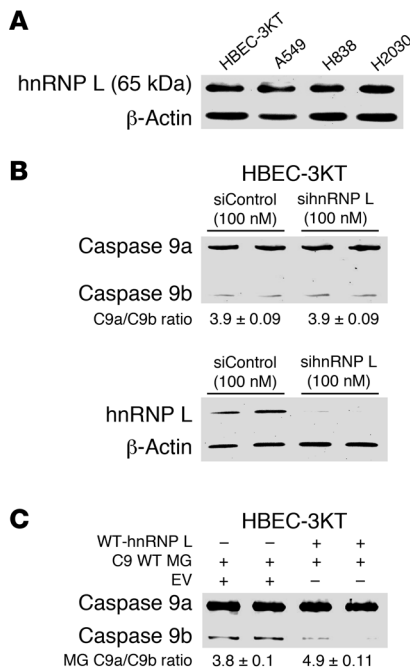 A
HBEC-3KT A549 H838 H2030
hnRNP L (65 kDa)
β-Actin
B
HBEC-3KT
siControl sihnRNP L
(100 nM) (100 nM)
Caspase 9a
Caspase 9b
C9a/C9b ratio 3.9 ± 0.09 3.9 ± 0.09
siControl sihnRNP L
(100 nM) (100 nM)
hnRNP L
β-Actin
C
HBEC-3KT
WT-hnRNP L – – + +
C9 WT MG + + + +
EV + + – –
Caspase 9a
Caspase 9b
MG C9a/C9b ratio 3.8 ± 0.1 4.9 ± 0.11